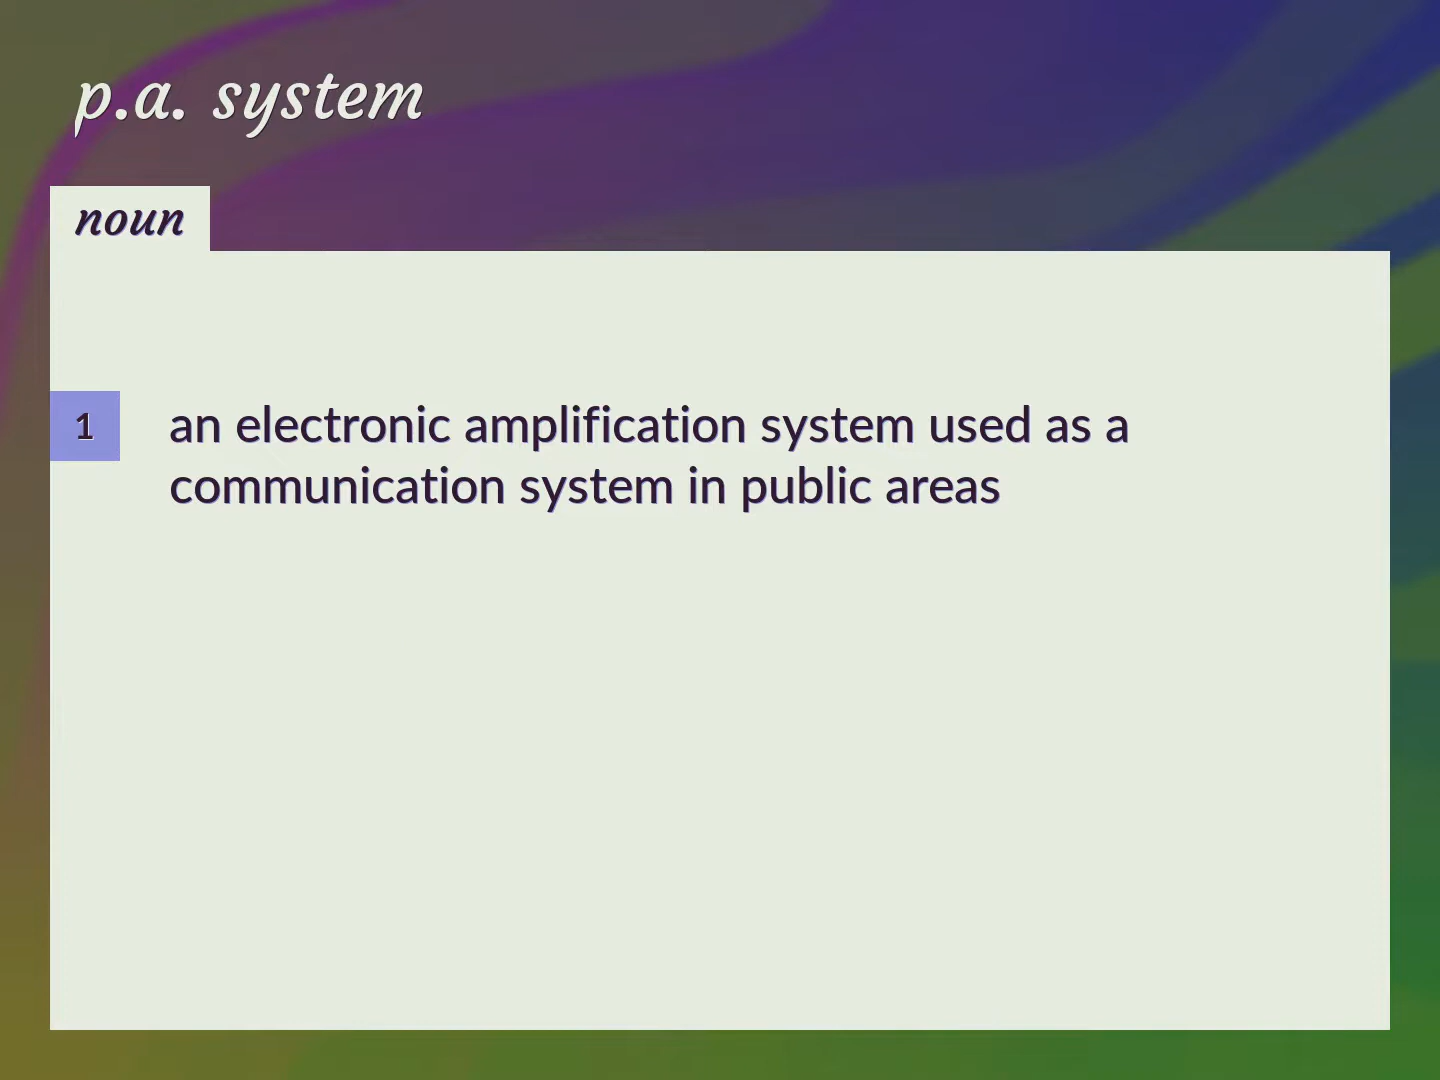 p.a. system
noun
1
an electronic amplification system used as a
communication system in public areas